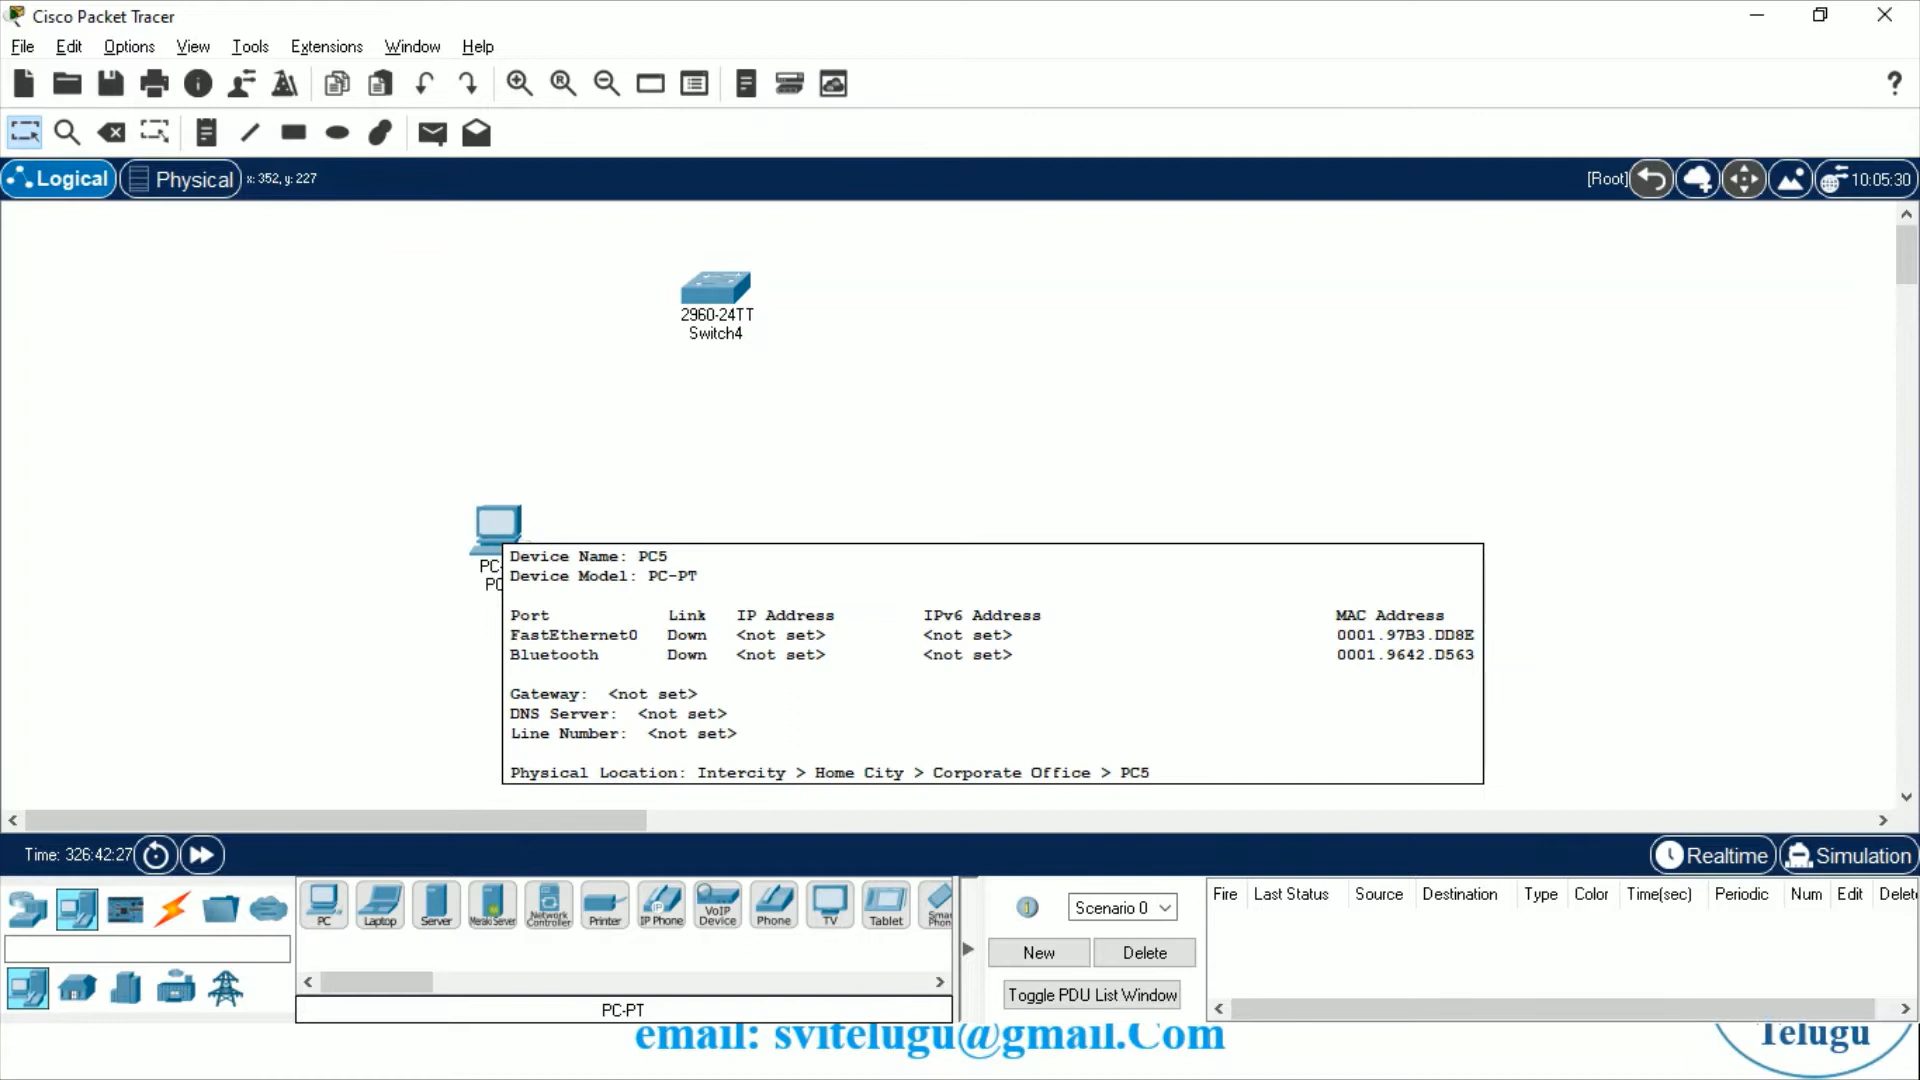 Cisco Packet Tracer
File Edit Options View Tools Extensions Window Help
Logical Physical x: 352, y: 227 [Root] 10:05:30
2960-24TT
Switch4
Device Name: PC5
Device Model: PC-PT
Port Link IP Address IPv6 Address MAC Address
FastEthernet0 Down <not set> <not set> 0001.97B3.DD8E
Bluetooth Down <not set> <not set> 0001.9642.D563
Gateway: <not set>
DNS Server: <not set>
Line Number: <not set>
Physical Location: Intercity > Home City > Corporate Office > PC5
Time: 326:42:27 Realtime Simulation
PC Laptop Server Meraki Server Network Controller Printer IP Phone VoIP Device Phone TV Tablet
Scenario 0
New Delete
Toggle PDU List Window
Fire Last Status Source Destination Type Color Time(sec) Periodic Num Edit Delet
PC-PT
email: svitelugu@gmail.Com
Telugu